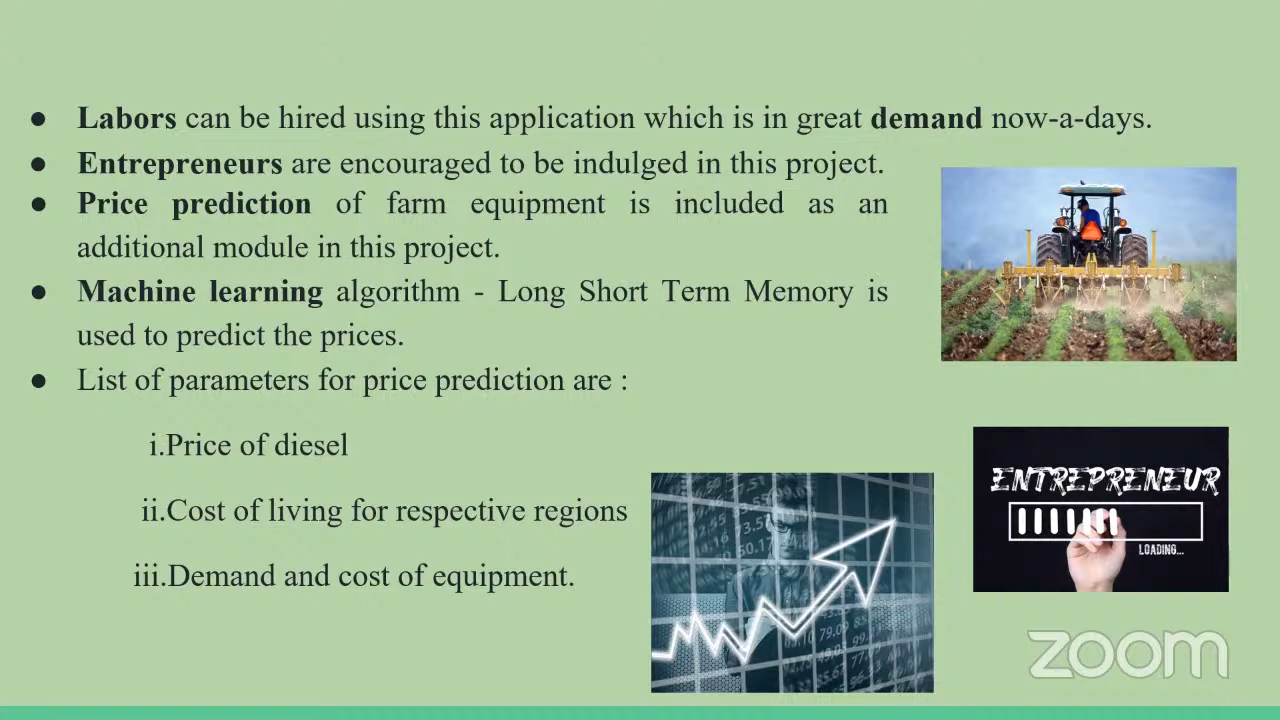 ● Labors can be hired using this application which is in great demand now-a-days.
● Entrepreneurs are encouraged to be indulged in this project.
● Price prediction of farm equipment is included as an
additional module in this project.
● Machine learning algorithm - Long Short Term Memory is
used to predict the prices.
● List of parameters for price prediction are :
i.Price of diesel
ii.Cost of living for respective regions
iii.Demand and cost of equipment.
ENTREPRENEUR
LOADING...
zoom